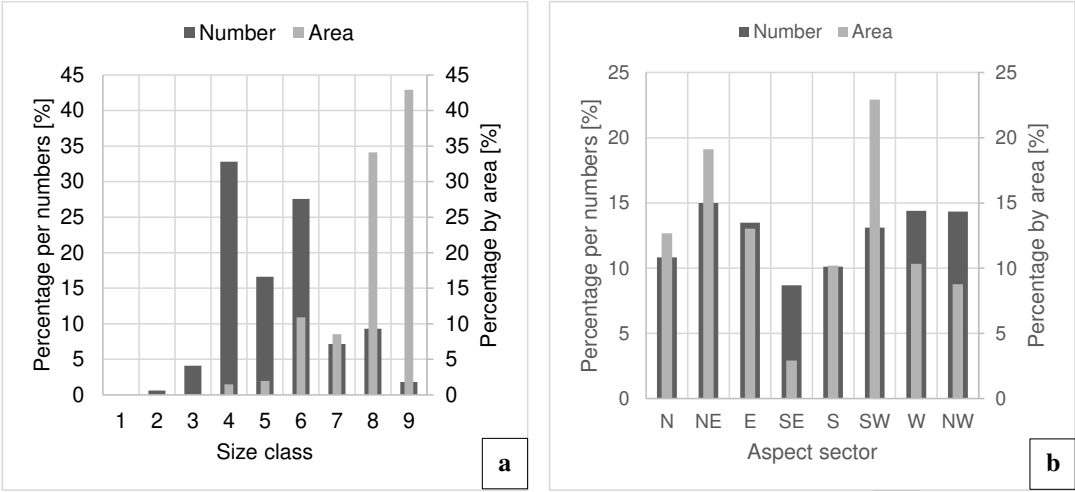 Number Area
Percentage per numbers [%]
45
40
35
30
25
20
15
10
5
0
45
40
35
30
25
20
15
10
5
0
Percentage by area [%]
1 2 3 4 5 6 7 8 9
Size class
a
Number Area
Percentage per numbers [%]
25
20
15
10
5
0
25
20
15
10
5
0
Percentage by area [%]
N NE E SE S SW W NW
Aspect sector
b